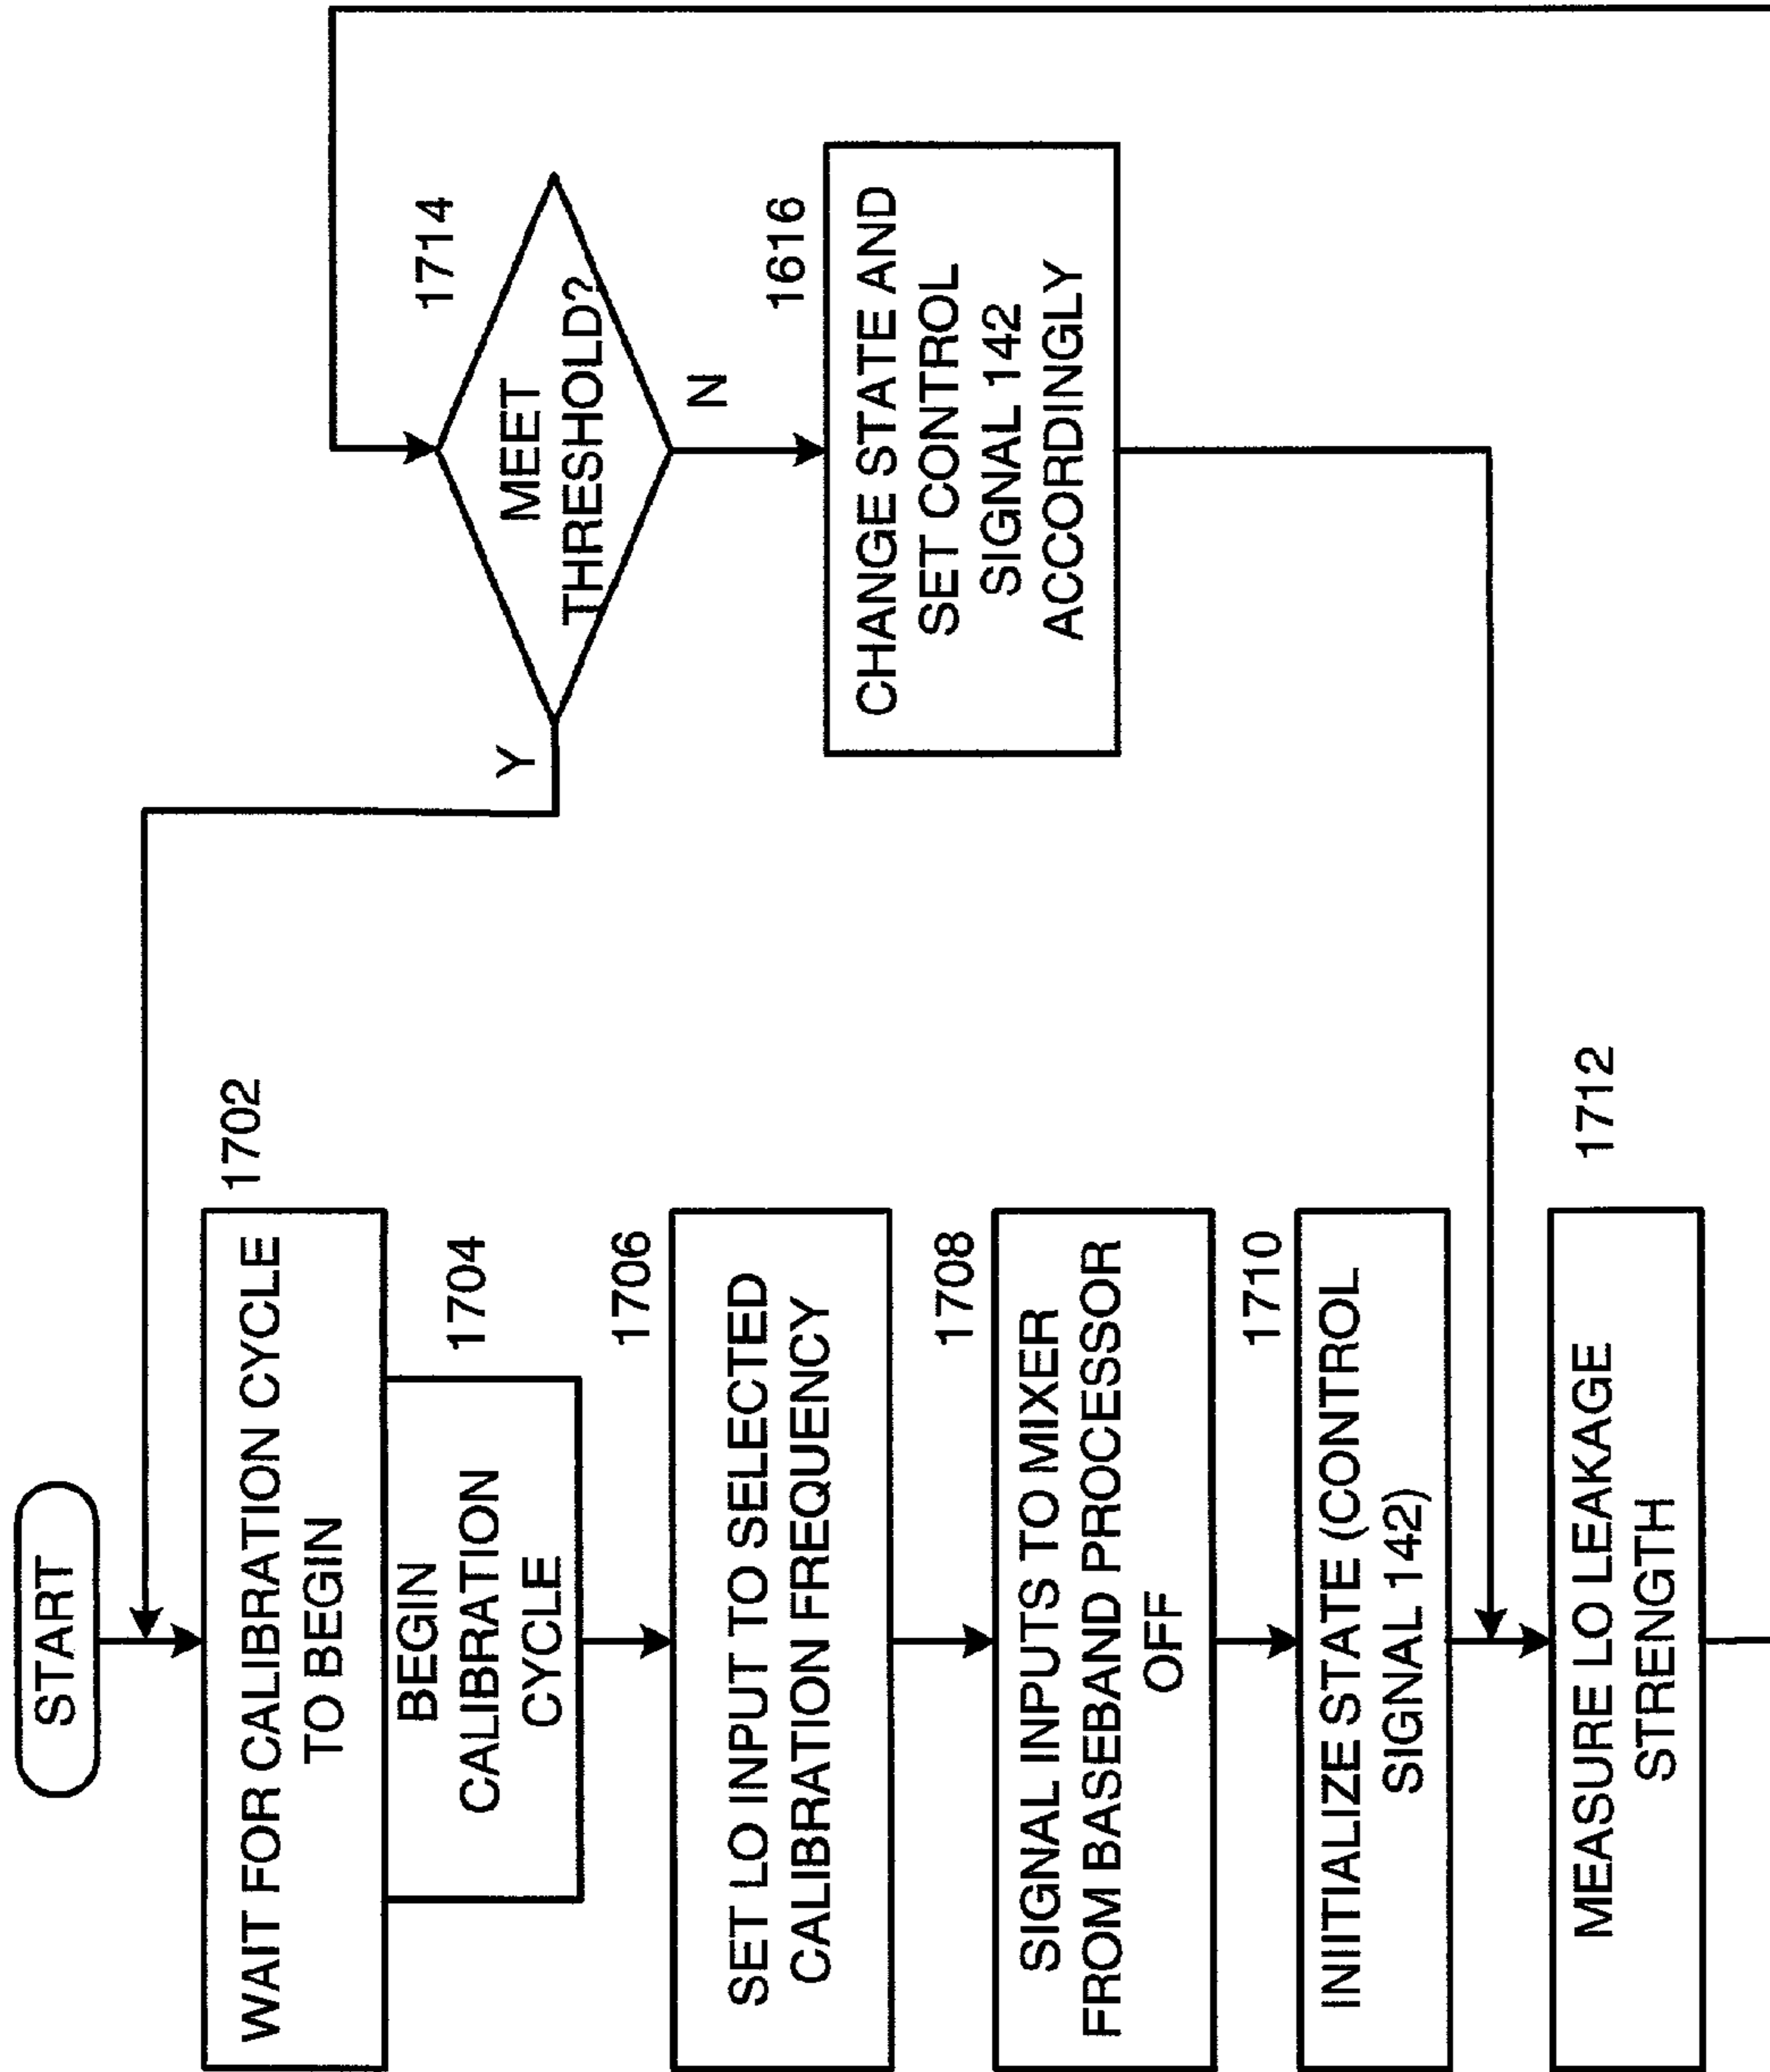 START
1702
WAIT FOR CALIBRATION CYCLE
TO BEGIN
1704
BEGIN
CALIBRATION
CYCLE
1706
SET LO INPUT TO SELECTED
CALIBRATION FREQUENCY
1708
SIGNAL INPUTS TO MIXER
FROM BASEBAND PROCESSOR
OFF
1710
INIITIALIZE STATE (CONTROL
SIGNAL 142)
1712
MEASURE LO LEAKAGE
STRENGTH
1714
MEET
THRESHOLD?
Y
N
1616
CHANGE STATE AND
SET CONTROL
SIGNAL 142
ACCORDINGLY